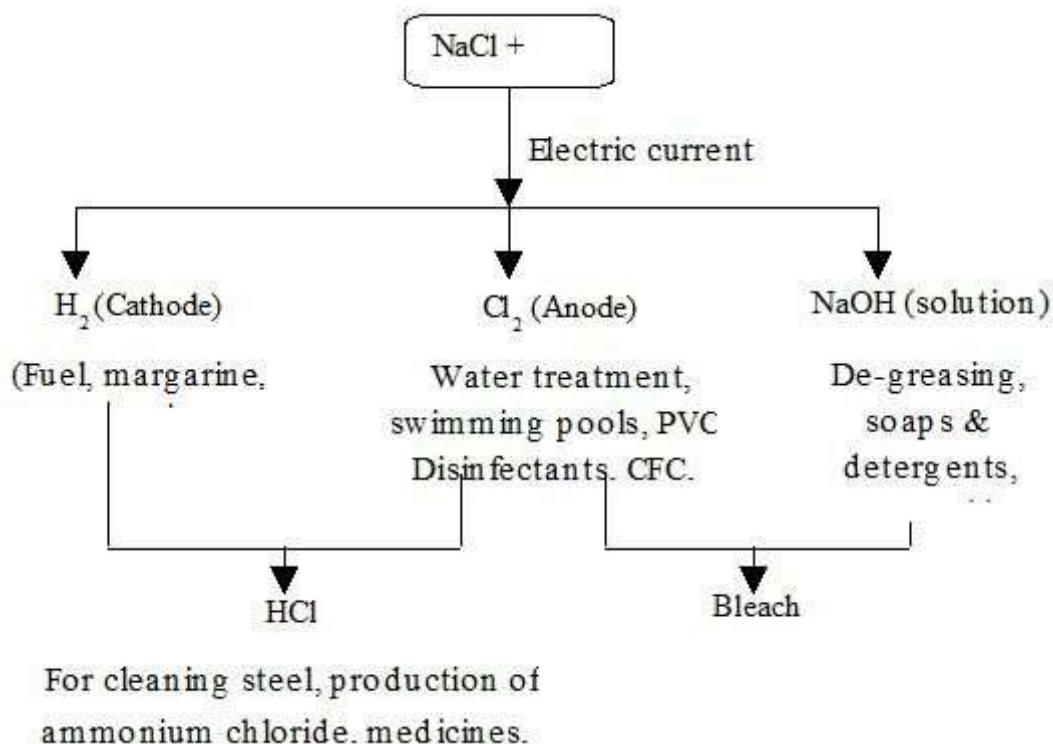 NaCl +
Electric current
H₂ (Cathode)
(Fuel, margarine,
Cl₂ (Anode)
Water treatment,
swimming pools, PVC
Disinfectants. CFC.
NaOH (solution)
De-greasing,
soaps &
detergents,
HCl
For cleaning steel, production of
ammonium chloride. medicines.
Bleach